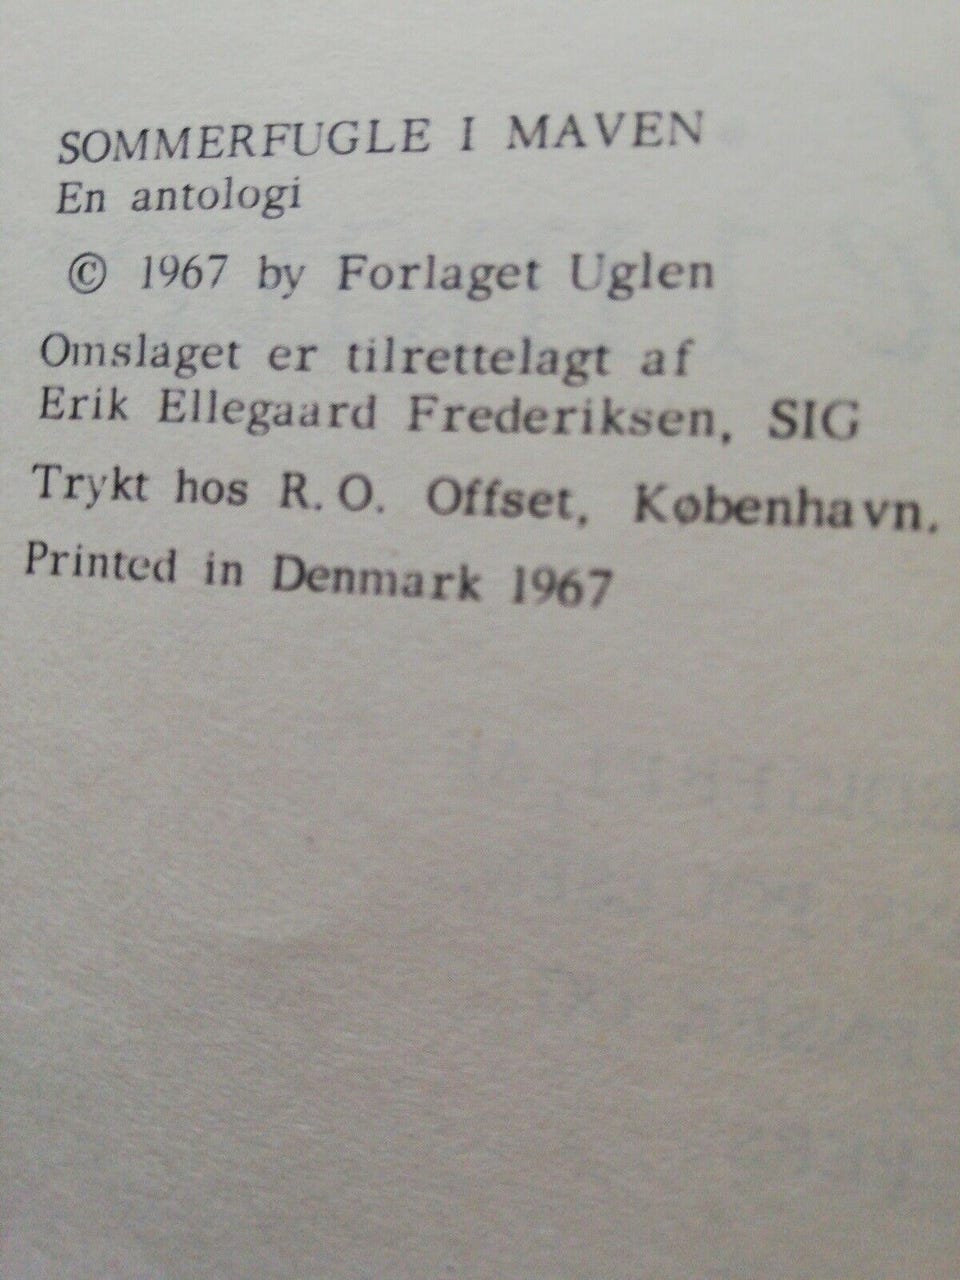 SOMMERFUGLE I MAVEN
En antologi
© 1967 by Forlaget Uglen
Omslaget er tilrettelagt af
Erik Ellegaard Frederiksen, SIG
Trykt hos R. O. Offset, København.
Printed in Denmark 1967